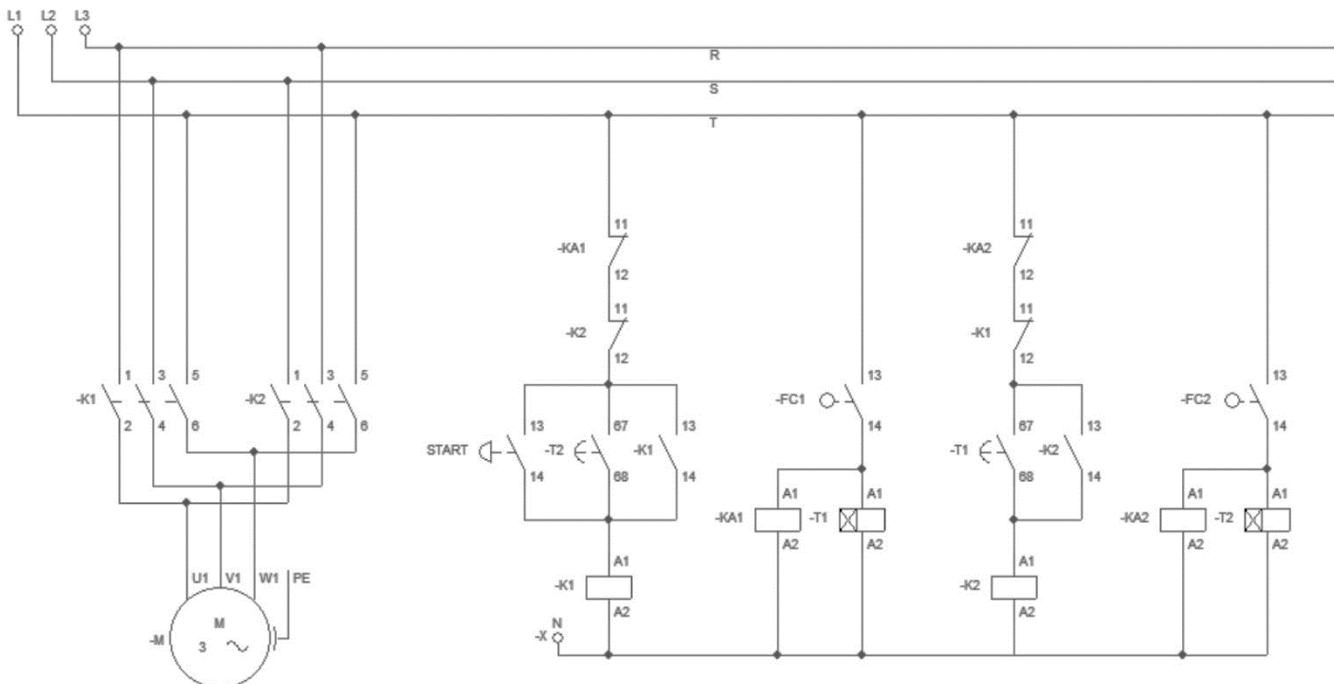 L1 L2 L3
R
S
T
11 11
-KA1 -KA2
12 12
11 11
-K2 -K1
12 12
1 3 5 1 3 5 13 13
-K1 -K2 -FC1 -FC2
2 4 6 2 4 6 14 14
13 67 13 67 13
START -T2 -K1 -T1 -K2
14 68 14 68 14
A1 A1 A1 A1
-KA1 -T1 -KA2 -T2
A2 A2 A2 A2
A1 A1
U1 V1 W1 PE -K1 -K2
A2 A2
M N
-M -X
3